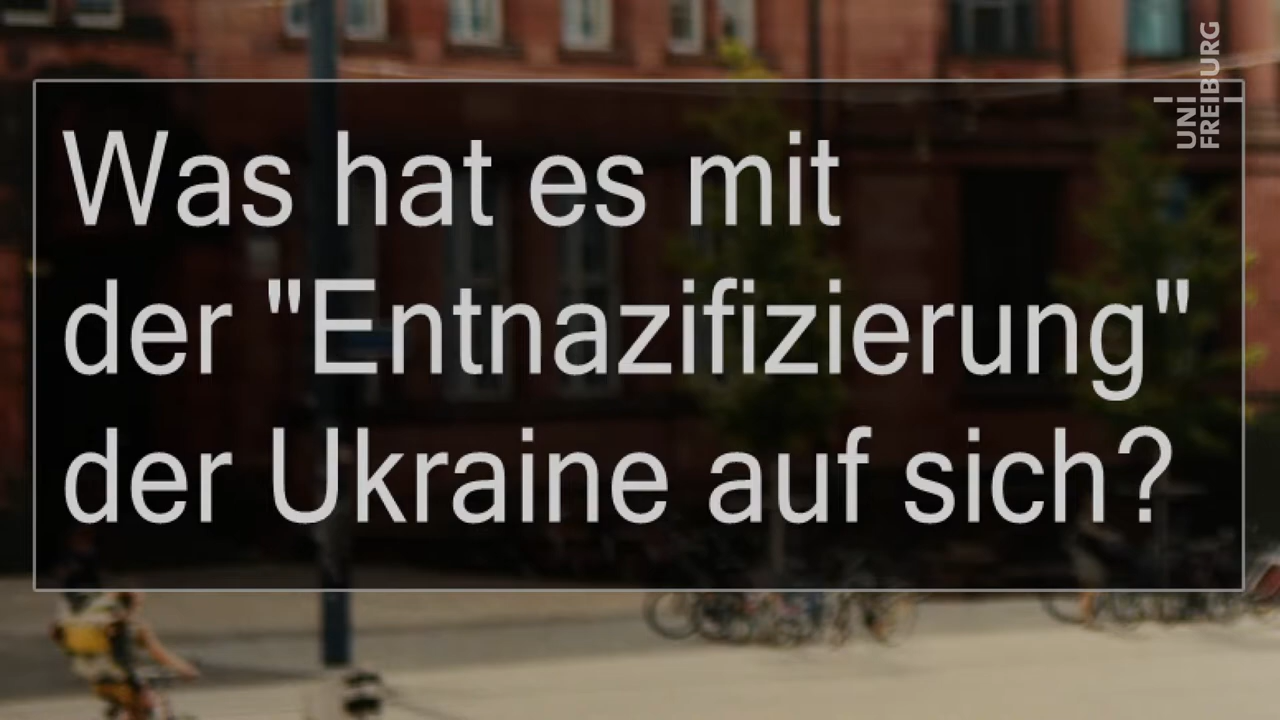 Was hat es mit
der "Entnazifizierung"
der Ukraine auf sich?
UNI
FREIBURG